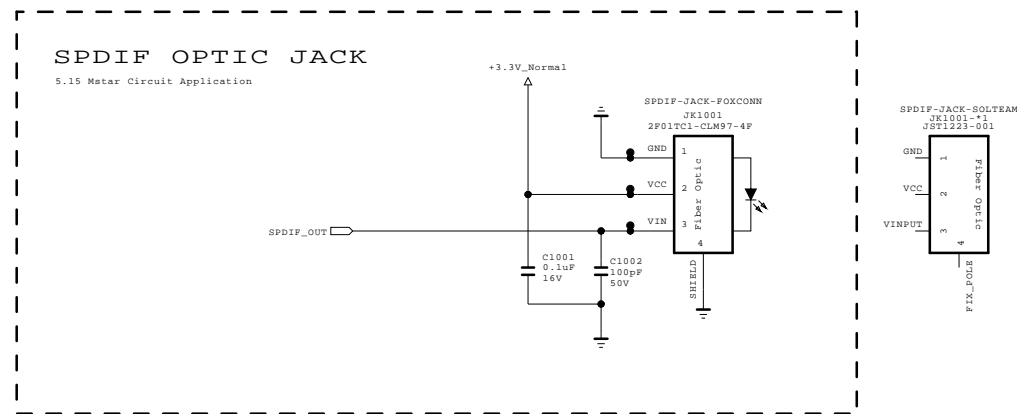 SPDIF OPTIC JACK
5.15 Mstar Circuit Application
+3.3V_Normal
SPDIF-JACK-FOXCONN
JK1001
2F01TC1-CLM97-4F
GND
1
VCC
2
VIN
3
4
Fiber Optic
SHIELD
SPDIF_OUT
C1001
0.1uF
16V
C1002
100pF
50V
SPDIF-JACK-SOLTEAM
JK1001-*1
JST1223-001
GND
1
VCC
2
VINPUT
3
4
Fiber Optic
FIX_POLE